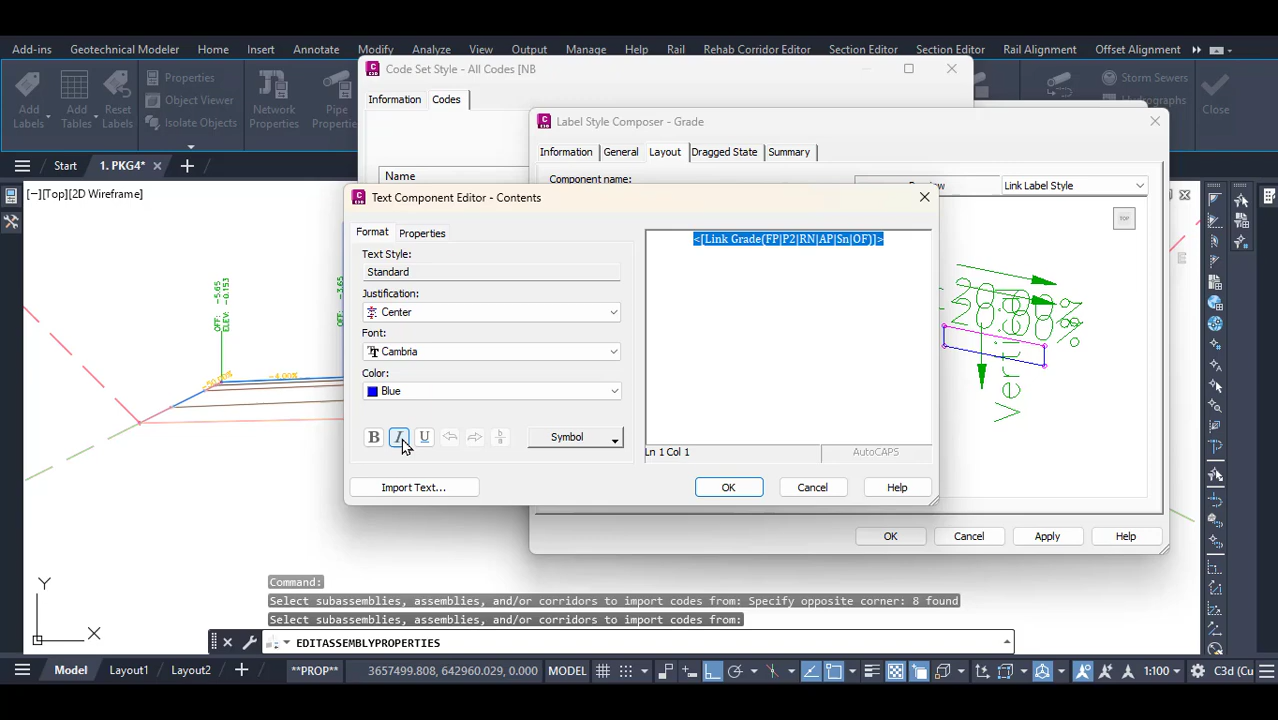 Add-ins Geotechnical Modeler Home Insert Annotate Modify Analyze View Output Manage Help Rail Rehab Corridor Editor Section Editor Section Editor Rail Alignment Offset Alignment
Code Set Style - All Codes [NB
Add Labels
Add Tables
Reset Labels
Properties
Object Viewer
Isolate Objects
Network Properties
Pipe
Storm Sewers
Close
Information Codes
Label Style Composer - Grade
Information General Layout Dragged State Summary
Start 1. PKG4*
Name
Component name:
Preview
Link Label Style
[−][Top][2D Wireframe]
Text Component Editor - Contents
TOP
Format Properties
Text Style:
Standard
<[Link Grade(FP|P2|RN|AP|Sn|OF)]>
Justification:
Center
Font:
Cambria
Color:
Blue
B I U
Symbol
Ln 1 Col 1
AutoCAPS
Import Text...
OK Cancel Help
OK Cancel Apply Help
OFF: -5.65
ELEV: -0.153
-4.00%
Y
X
Command:
Select subassemblies, assemblies, and/or corridors to import codes from: Specify opposite corner: 8 found
Select subassemblies, assemblies, and/or corridors to import codes from:
EDITASSEMBLYPROPERTIES
Model Layout1 Layout2 **PROP** 3657499.808, 642960.029, 0.000 MODEL 1:100 C3d (Cu